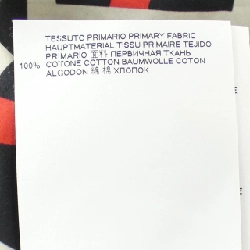 TESSUTO PRIMARIO PRIMARY FABRIC
HAUPTMATERIAL TISSU PRIMAIRE TEJIDO
PRIMARIO 面料 ПЕРВИЧНАЯ ТКАНЬ
100% COTONE COTTON BAUMWOLLE COTON
ALGODON 綿 棉 ХЛОПОК